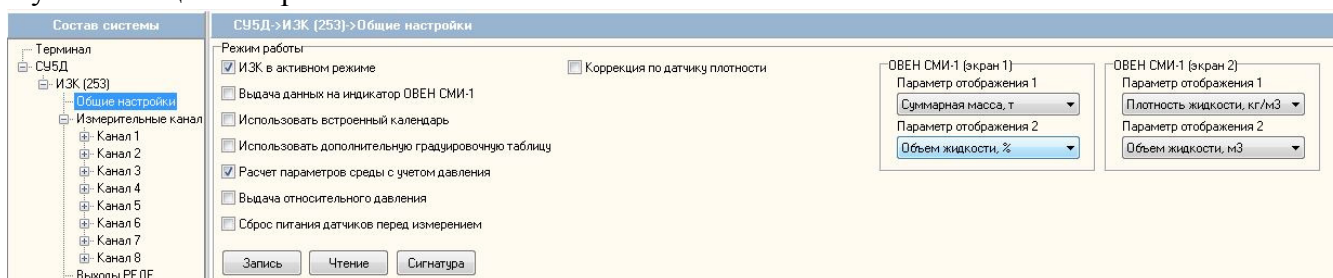 Состав системы
СУ5Д->ИЗК (253)->Общие настройки
Терминал
СУ5Д
ИЗК (253)
Общие настройки
Измерительные канал
Канал 1
Канал 2
Канал 3
Канал 4
Канал 5
Канал 6
Канал 7
Канал 8
Выходы РЕЛЕ
Режим работы
ИЗК в активном режиме
Выдача данных на индикатор ОВЕН СМИ-1
Использовать встроенный календарь
Использовать дополнительную градуировочную таблицу
Расчет параметров среды с учетом давления
Выдача относительного давления
Сброс питания датчиков перед измерением
Коррекция по датчику плотности
ОВЕН СМИ-1 (экран 1)
Параметр отображения 1
Суммарная масса, т
Параметр отображения 2
Объем жидкости, %
ОВЕН СМИ-1 (экран 2)
Параметр отображения 1
Плотность жидкости, кг/м3
Параметр отображения 2
Объем жидкости, м3
Запись Чтение Сигнатура